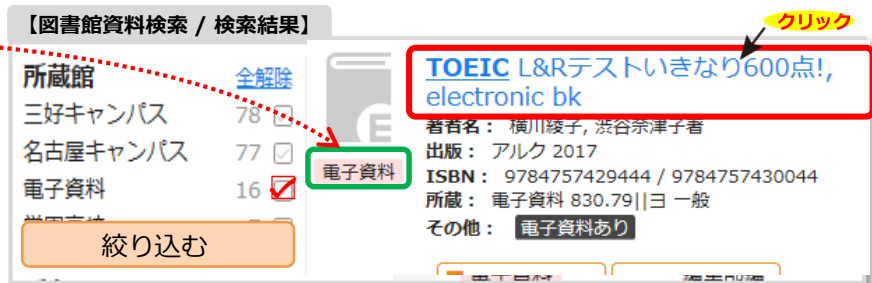 【図書館資料検索 / 検索結果】
クリック
所蔵館 全解除
三好キャンパス 78
名古屋キャンパス 77
電子資料 16
絞り込む
E
電子資料
TOEIC L&Rテストいきなり600点!,
electronic bk
著者名： 横川綾子, 渋谷奈津子著
出版： アルク 2017
ISBN： 9784757429444 / 9784757430044
所蔵： 電子資料 830.79||ヨ 一般
その他： 電子資料あり